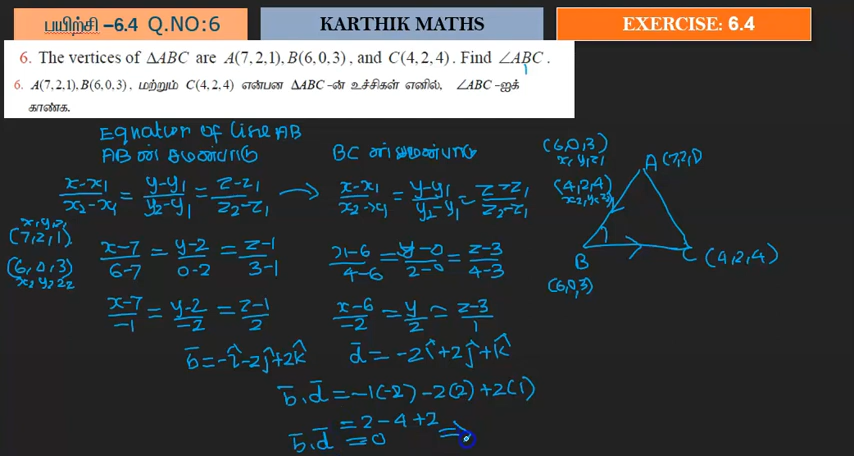 பயிற்சி –6.4 Q.NO:6
KARTHIK MATHS
EXERCISE: 6.4
6. The vertices of ΔABC are A(7,2,1), B(6,0,3), and C(4,2,4). Find ∠ABC.
6. A(7,2,1), B(6,0,3), மற்றும் C(4,2,4) என்பன ΔABC-ன் உச்சிகள் எனில், ∠ABC-ஐக்
காண்க.
Equation of line AB
AB ன் சமன்பாடு
BC ன் சமன்பாடு
(x-x₁)/(x₂-x₁) = (y-y₁)/(y₂-y₁) = (z-z₁)/(z₂-z₁) → (x-x₁)/(x₂-x₁) = (y-y₁)/(y₂-y₁) = (z-z₁)/(z₂-z₁)
x₁ y₁ z₁
(7,2,1)
(6,0,3)
x₂ y₂ z₂
(x-7)/(6-7) = (y-2)/(0-2) = (z-1)/(3-1)
(x-6)/(4-6) = (y-0)/(2-0) = (z-3)/(4-3)
(x-7)/-1 = (y-2)/-2 = (z-1)/2
(x-6)/-2 = y/2 = (z-3)/1
b̄ = -î-2ĵ+2k̂
d̄ = -2î+2ĵ+k̂
b̄.d̄ = -1(-2) -2(2) +2(1)
= 2-4+2
b̄.d̄ = 0 ⇒
(6,0,3)
x₁ y₁ z₁
(4,2,4)
x₂ y₂ z₂
A (7,2,1)
B
(6,0,3)
C (4,2,4)